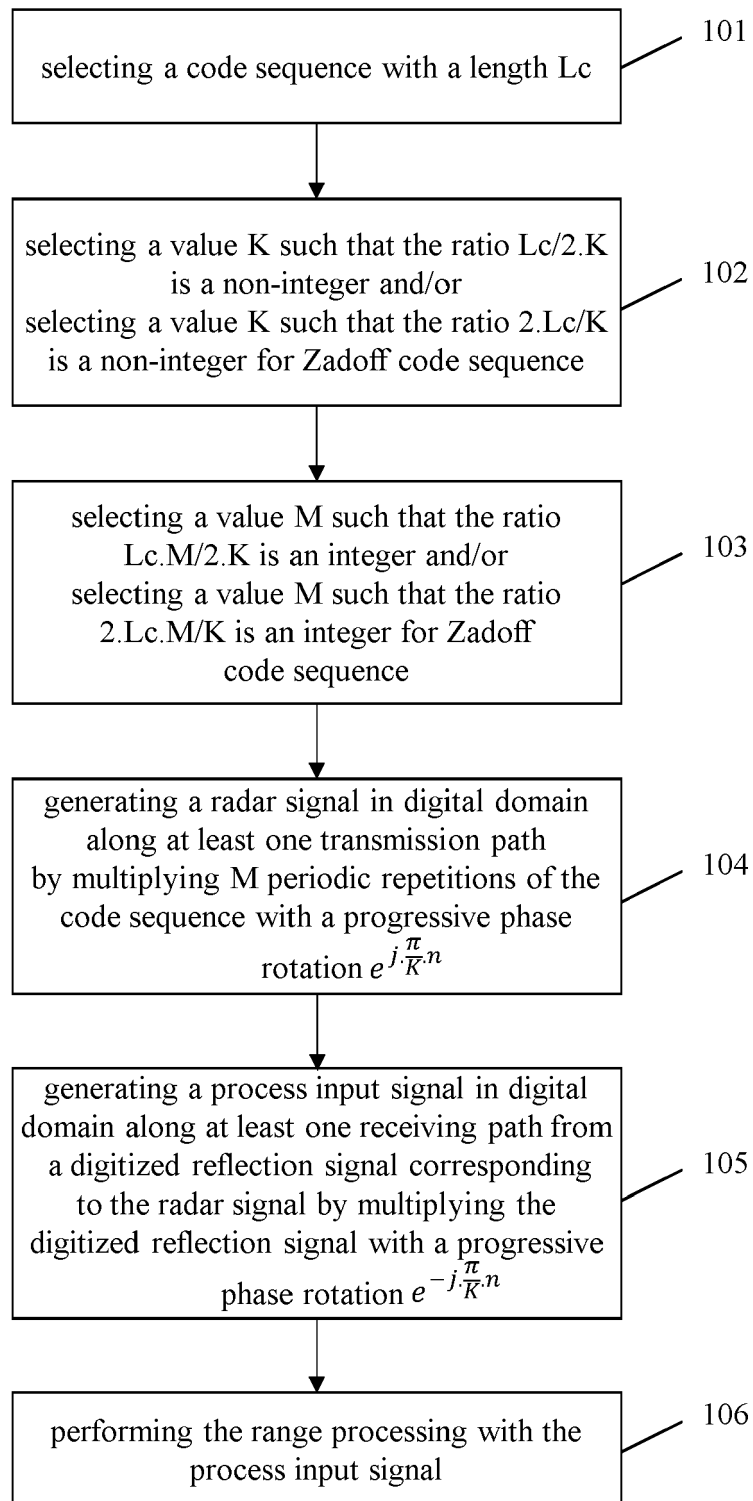 selecting a code sequence with a length Lc
101
selecting a value K such that the ratio Lc/2.K
is a non-integer and/or
selecting a value K such that the ratio 2.Lc/K
is a non-integer for Zadoff code sequence
102
selecting a value M such that the ratio
Lc.M/2.K is an integer and/or
selecting a value M such that the ratio
2.Lc.M/K is an integer for Zadoff
code sequence
103
generating a radar signal in digital domain
along at least one transmission path
by multiplying M periodic repetitions of the
code sequence with a progressive phase
rotation e^{j.\frac{π}{K}.n}
104
generating a process input signal in digital
domain along at least one receiving path from
a digitized reflection signal corresponding
to the radar signal by multiplying the
digitized reflection signal with a progressive
phase rotation e^{-j.\frac{π}{K}.n}
105
performing the range processing with the
process input signal
106